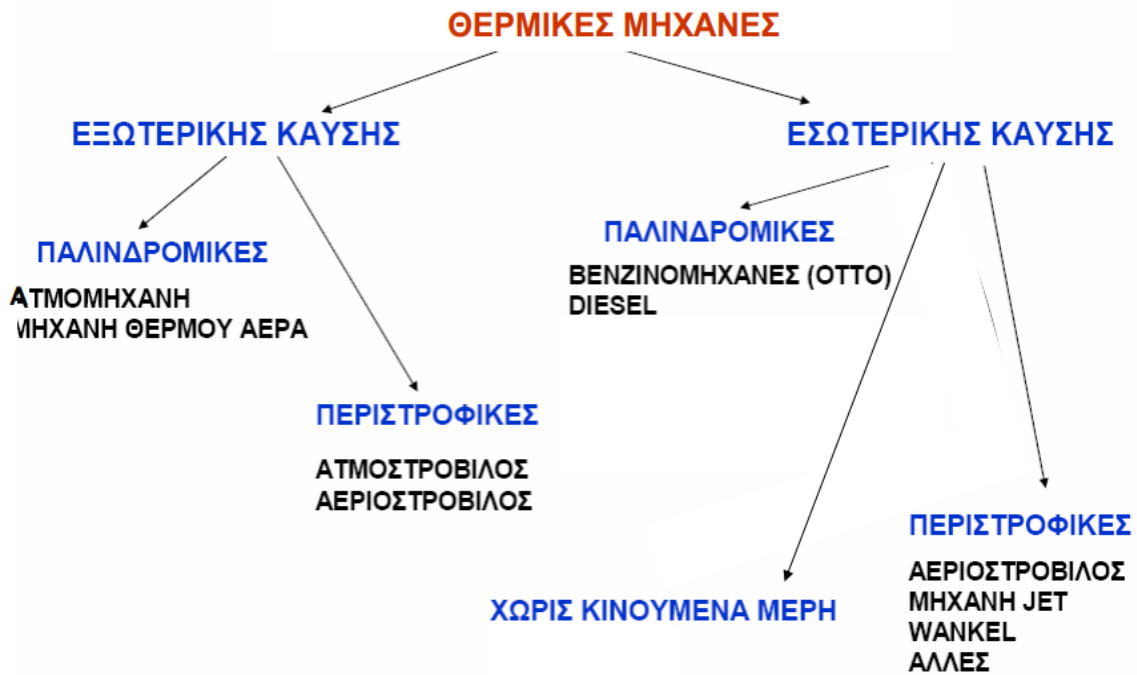 ΘΕΡΜΙΚΕΣ ΜΗΧΑΝΕΣ
ΕΞΩΤΕΡΙΚΗΣ ΚΑΥΣΗΣ
ΕΣΩΤΕΡΙΚΗΣ ΚΑΥΣΗΣ
ΠΑΛΙΝΔΡΟΜΙΚΕΣ
ΑΤΜΟΜΗΧΑΝΗ
ΜΗΧΑΝΗ ΘΕΡΜΟΥ ΑΕΡΑ
ΠΑΛΙΝΔΡΟΜΙΚΕΣ
ΒΕΝΖΙΝΟΜΗΧΑΝΕΣ (ΟΤΤΟ)
DIESEL
ΠΕΡΙΣΤΡΟΦΙΚΕΣ
ΑΤΜΟΣΤΡΟΒΙΛΟΣ
ΑΕΡΙΟΣΤΡΟΒΙΛΟΣ
ΧΩΡΙΣ ΚΙΝΟΥΜΕΝΑ ΜΕΡΗ
ΠΕΡΙΣΤΡΟΦΙΚΕΣ
ΑΕΡΙΟΣΤΡΟΒΙΛΟΣ
ΜΗΧΑΝΗ JET
WANKEL
ΑΛΛΕΣ